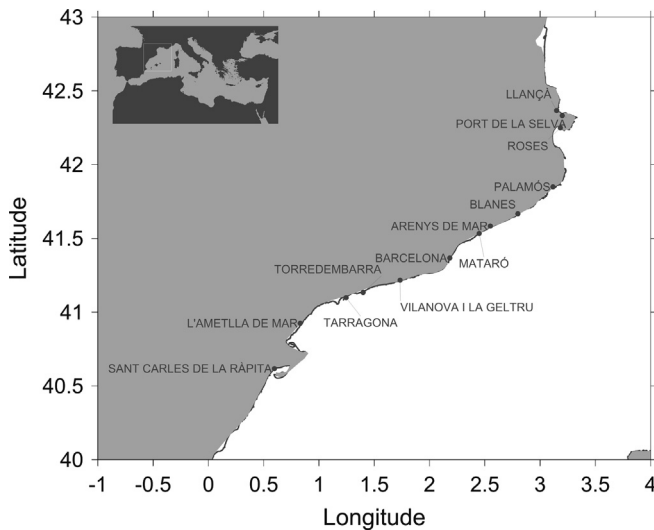 43
42.5
42
41.5
41
40.5
40
Latitude
LLANÇÀ
PORT DE LA SELVA
ROSES
PALAMÓS
BLANES
ARENYS DE MAR
MATARÓ
BARCELONA
TORREDEMBARRA
VILANOVA I LA GELTRU
TARRAGONA
L'AMETLLA DE MAR
SANT CARLES DE LA RÀPITA
-1 -0.5 0 0.5 1 1.5 2 2.5 3 3.5 4
Longitude